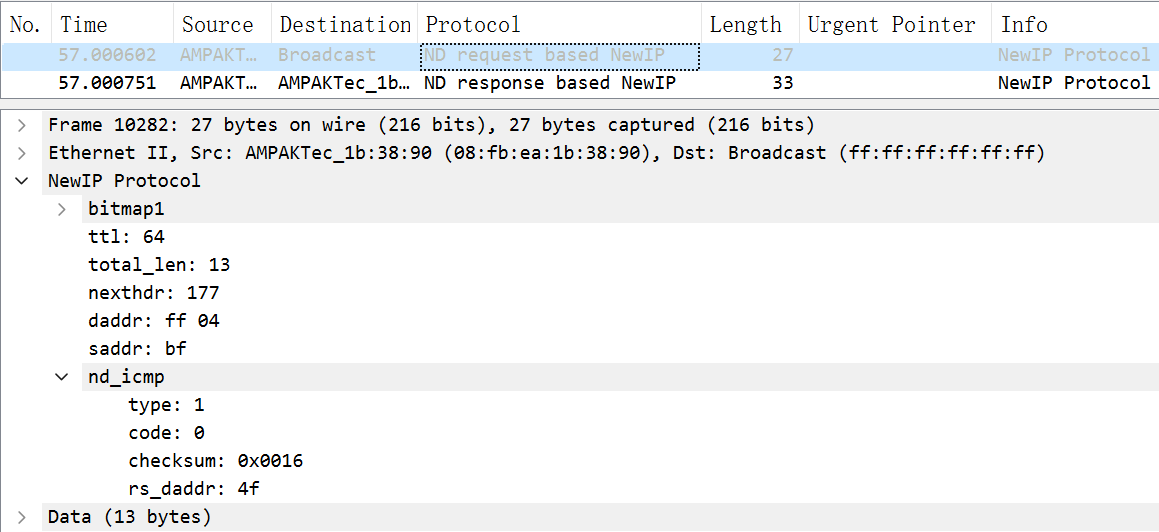 No. Time Source Destination Protocol Length Urgent Pointer Info
57.000602 AMPAKT… Broadcast ND request based NewIP 27 NewIP Protocol
57.000751 AMPAKT… AMPAKTec_1b… ND response based NewIP 33 NewIP Protocol
Frame 10282: 27 bytes on wire (216 bits), 27 bytes captured (216 bits)
Ethernet II, Src: AMPAKTec_1b:38:90 (08:fb:ea:1b:38:90), Dst: Broadcast (ff:ff:ff:ff:ff:ff)
NewIP Protocol
bitmap1
ttl: 64
total_len: 13
nexthdr: 177
daddr: ff 04
saddr: bf
nd_icmp
type: 1
code: 0
checksum: 0x0016
rs_daddr: 4f
Data (13 bytes)